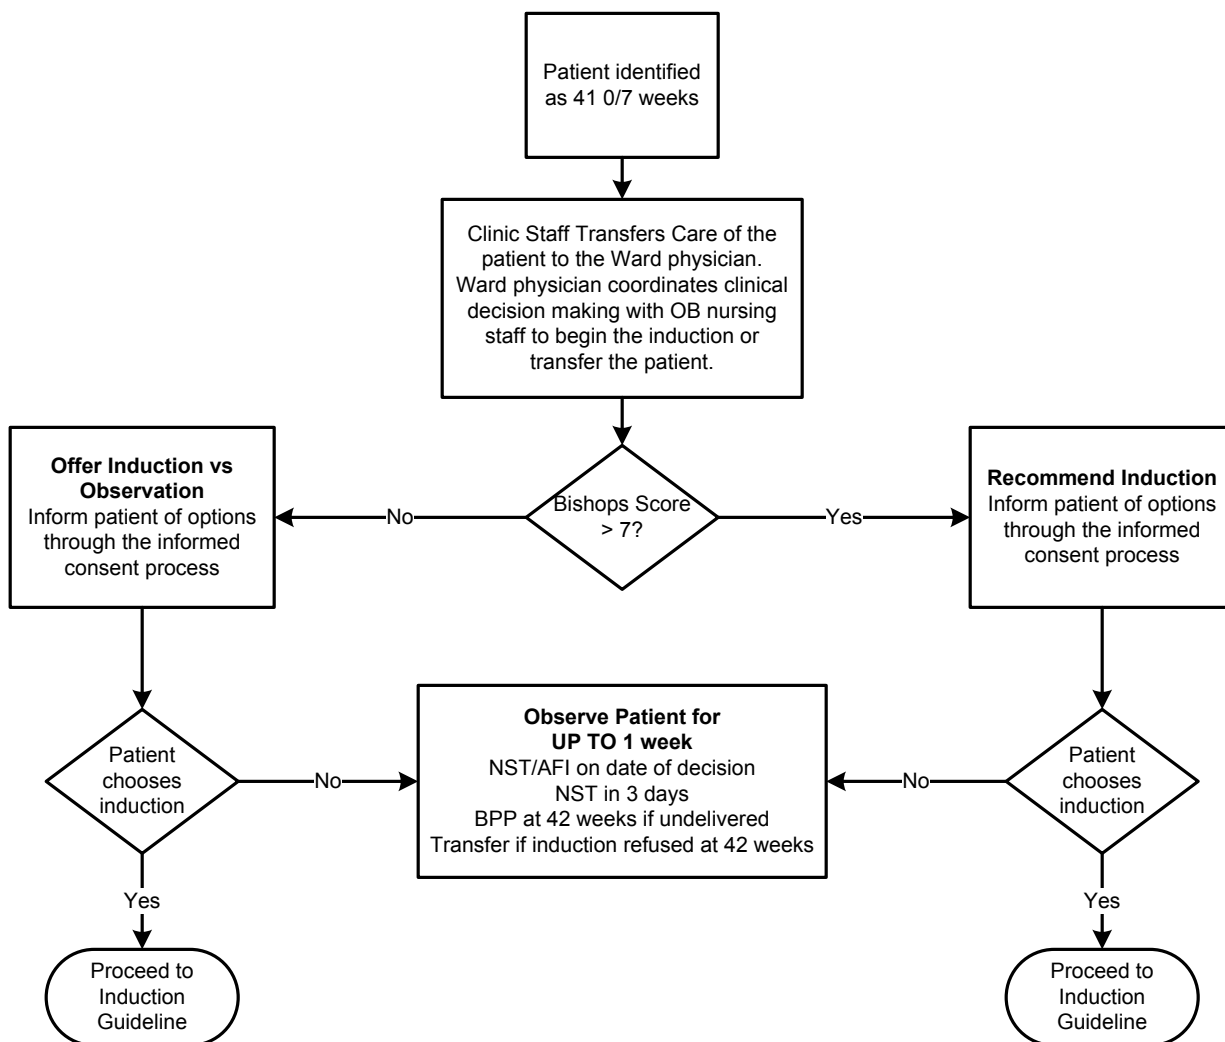 Patient identified
as 41 0/7 weeks
Clinic Staff Transfers Care of the
patient to the Ward physician.
Ward physician coordinates clinical
decision making with OB nursing
staff to begin the induction or
transfer the patient.
Bishops Score
> 7?
No
Yes
Offer Induction vs
Observation
Inform patient of options
through the informed
consent process
Recommend Induction
Inform patient of options
through the informed
consent process
Patient
chooses
induction
No
Observe Patient for
UP TO 1 week
NST/AFI on date of decision
NST in 3 days
BPP at 42 weeks if undelivered
Transfer if induction refused at 42 weeks
No
Patient
chooses
induction
Yes
Yes
Proceed to
Induction
Guideline
Proceed to
Induction
Guideline